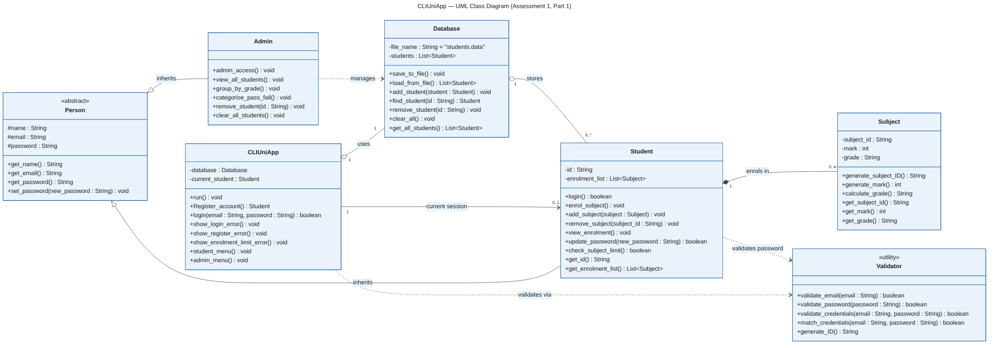 CLIUniApp — UML Class Diagram (Assessment 1, Part 1)
«abstract»
Person
#name : String
#email : String
#password : String
+get_name() : String
+get_email() : String
+get_password() : String
+set_password(new_password : String) : void
inherits
Admin
+admin_access() : void
+view_all_students() : void
+group_by_grade() : void
+categorise_pass_fail() : void
+remove_student(id : String) : void
+clear_all_students() : void
manages
CLIUniApp
-database : Database
-current_student : Student
+run() : void
+Register_account() : Student
+login(email : String, password : String) : boolean
+show_login_error() : void
+show_register_error() : void
+show_enrolment_limit_error() : void
+student_menu() : void
+admin_menu() : void
1
uses
1
Database
-file_name : String = "students.data"
-students : List<Student>
+save_to_file() : void
+load_from_file() : List<Student>
+add_student(student : Student) : void
+find_student(id : String) : Student
+remove_student(id : String) : void
+clear_all() : void
+get_all_students() : List<Student>
stores
1
0..*
1
current session
0..1
inherits
validates via
Student
-id : String
-enrolment_list : List<Subject>
+login() : boolean
+enrol_subject() : void
+add_subject(subject : Subject) : void
+remove_subject(subject_id : String) : void
+view_enrolment() : void
+update_password(new_password : String) : boolean
+check_subject_limit() : boolean
+get_id() : String
+get_enrolment_list() : List<Subject>
enrols in
0..4
1
validates password
Subject
-subject_id : String
-mark : int
-grade : String
+generate_subject_ID() : String
+generate_mark() : int
+calculate_grade() : String
+get_subject_id() : String
+get_mark() : int
+get_grade() : String
«utility»
Validator
+validate_email(email : String) : boolean
+validate_password(password : String) : boolean
+validate_credentials(email : String, password : String) : boolean
+match_credentials(email : String, password : String) : boolean
+generate_ID() : String